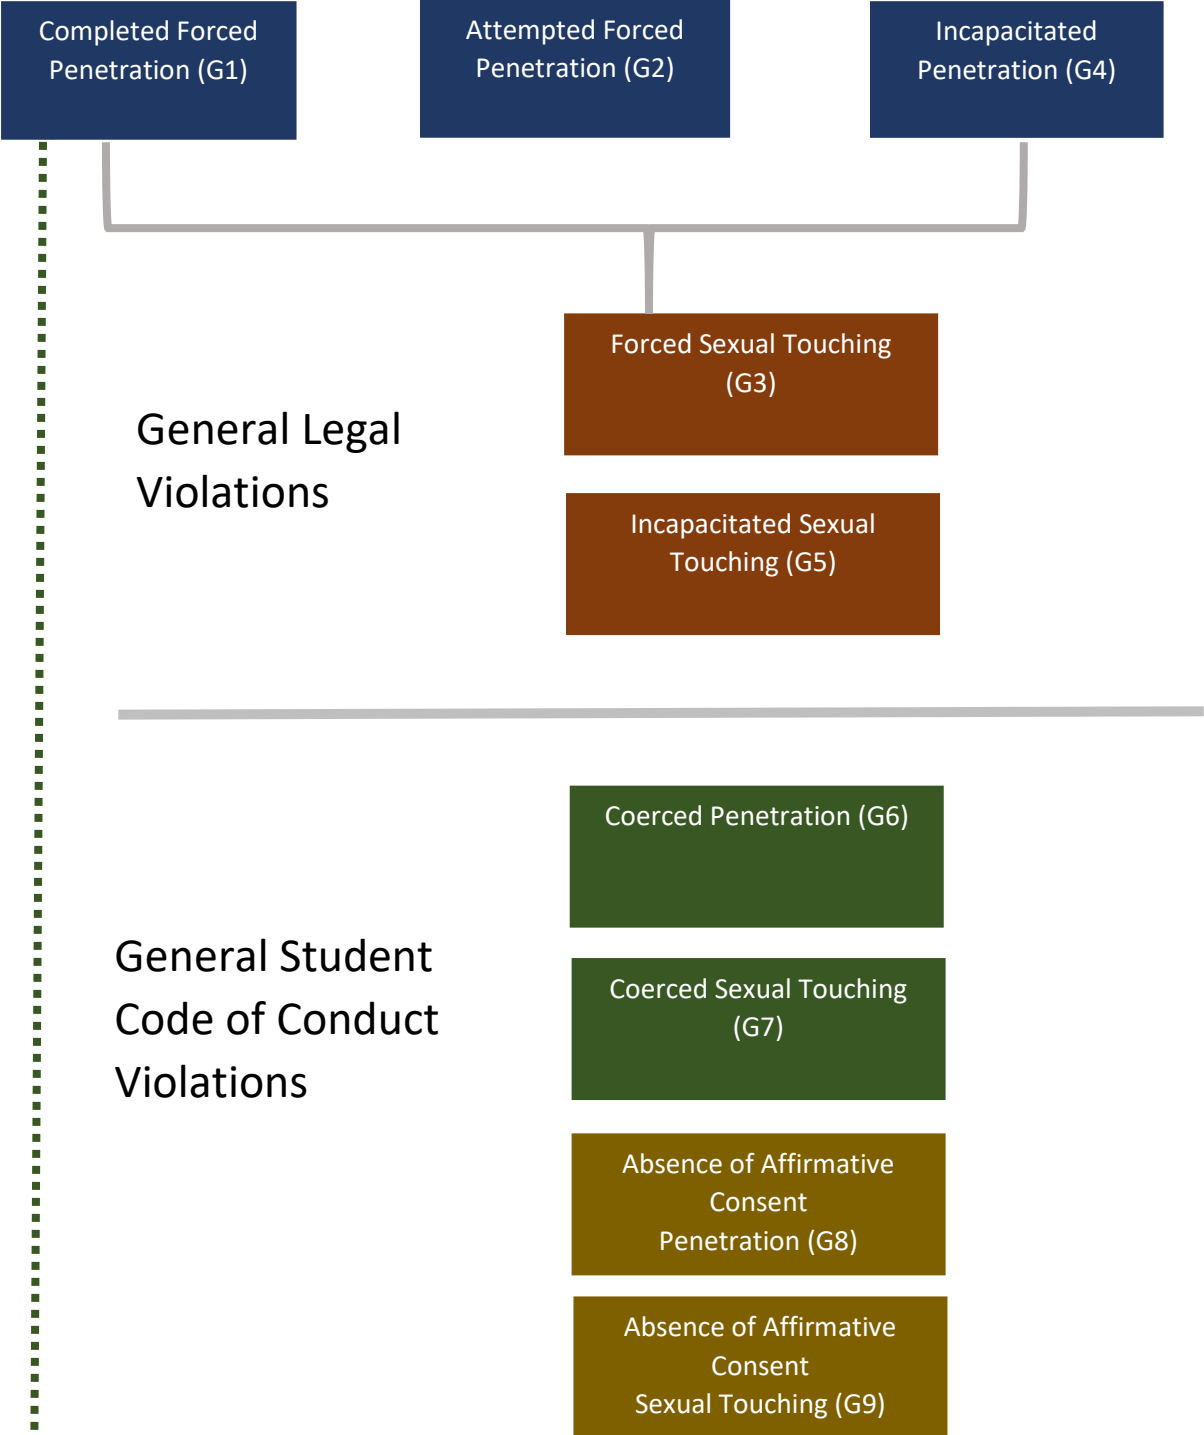 Completed Forced
Penetration (G1)
Attempted Forced
Penetration (G2)
Incapacitated
Penetration (G4)
Forced Sexual Touching
(G3)
General Legal
Violations
Incapacitated Sexual
Touching (G5)
Coerced Penetration (G6)
General Student
Code of Conduct
Violations
Coerced Sexual Touching
(G7)
Absence of Affirmative
Consent
Penetration (G8)
Absence of Affirmative
Consent
Sexual Touching (G9)